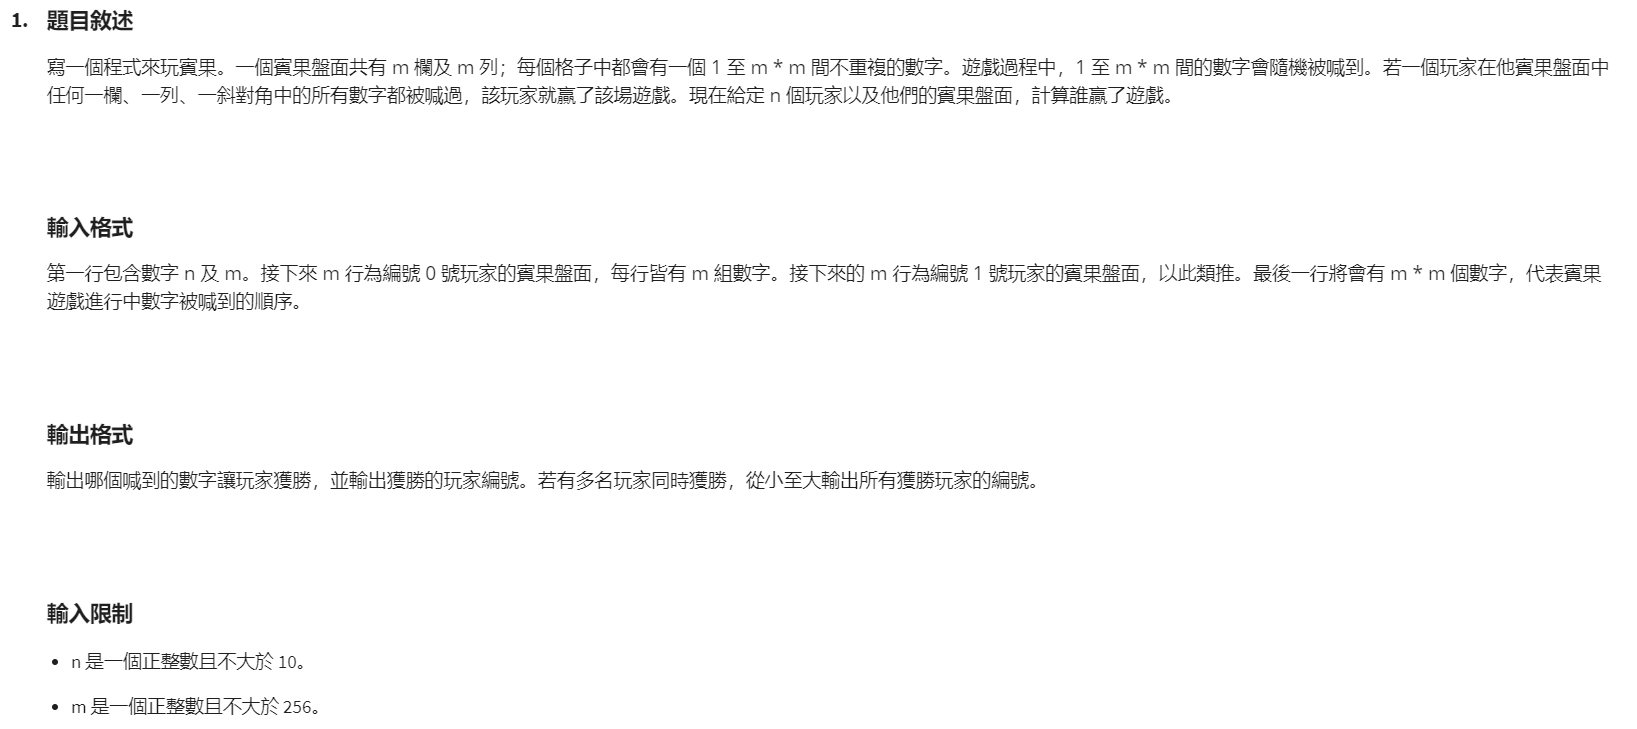 1. 題目敘述
寫一個程式來玩賓果。一個賓果盤面共有 m 欄及 m 列；每個格子中都會有一個 1 至 m * m 間不重複的數字。遊戲過程中，1 至 m * m 間的數字會隨機被喊到。若一個玩家在他賓果盤面中
任何一欄、一列、一斜對角中的所有數字都被喊過，該玩家就贏了該場遊戲。現在給定 n 個玩家以及他們的賓果盤面，計算誰贏了遊戲。
輸入格式
第一行包含數字 n 及 m。接下來 m 行為編號 0 號玩家的賓果盤面，每行皆有 m 組數字。接下來的 m 行為編號 1 號玩家的賓果盤面，以此類推。最後一行將會有 m * m 個數字，代表賓果
遊戲進行中數字被喊到的順序。
輸出格式
輸出哪個喊到的數字讓玩家獲勝，並輸出獲勝的玩家編號。若有多名玩家同時獲勝，從小至大輸出所有獲勝玩家的編號。
輸入限制
• n 是一個正整數且不大於 10。
• m 是一個正整數且不大於 256。